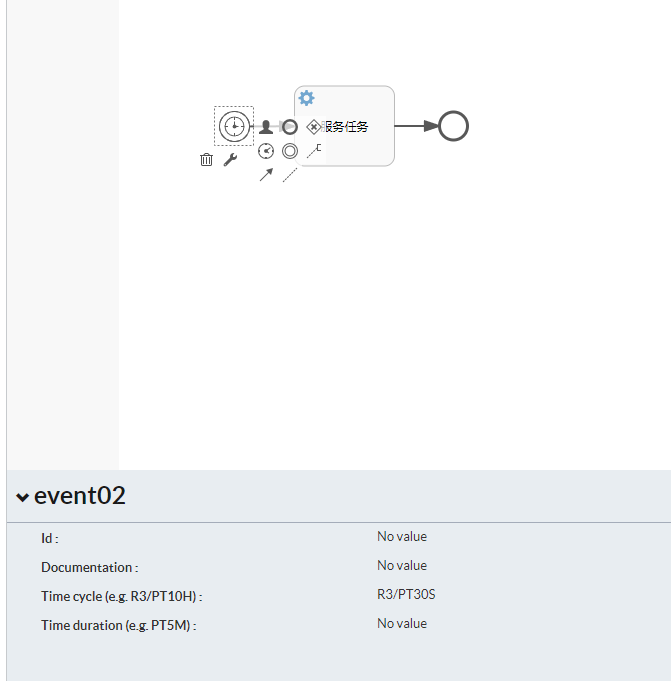 服务任务
event02
Id : No value
Documentation : No value
Time cycle (e.g. R3/PT10H) : R3/PT30S
Time duration (e.g. PT5M) : No value